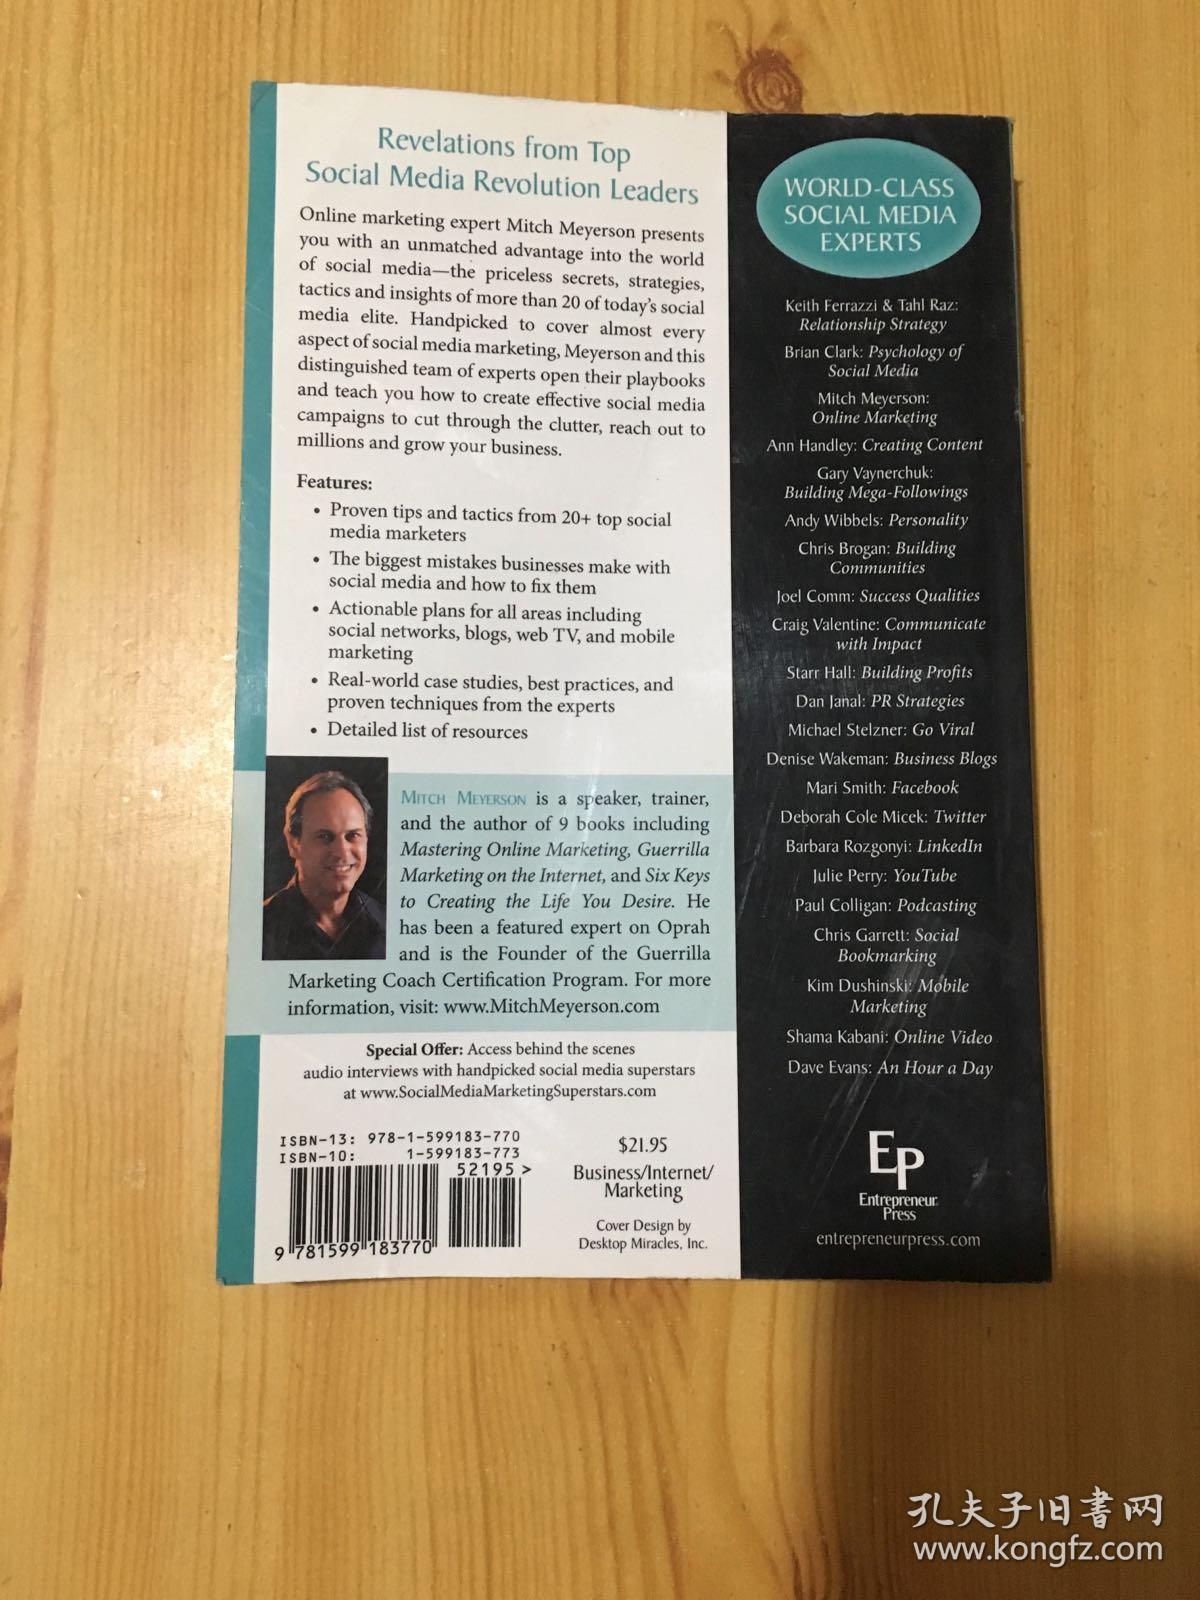 Revelations from Top
Social Media Revolution Leaders
Online marketing expert Mitch Meyerson presents
you with an unmatched advantage into the world
of social media—the priceless secrets, strategies,
tactics and insights of more than 20 of today's social
media elite. Handpicked to cover almost every
aspect of social media marketing, Meyerson and this
distinguished team of experts open their playbooks
and teach you how to create effective social media
campaigns to cut through the clutter, reach out to
millions and grow your business.
Features:
• Proven tips and tactics from 20+ top social
media marketers
• The biggest mistakes businesses make with
social media and how to fix them
• Actionable plans for all areas including
social networks, blogs, web TV, and mobile
marketing
• Real-world case studies, best practices, and
proven techniques from the experts
• Detailed list of resources
MITCH MEYERSON is a speaker, trainer,
and the author of 9 books including
Mastering Online Marketing, Guerrilla
Marketing on the Internet, and Six Keys
to Creating the Life You Desire. He
has been a featured expert on Oprah
and is the Founder of the Guerrilla
Marketing Coach Certification Program. For more
information, visit: www.MitchMeyerson.com
Special Offer: Access behind the scenes
audio interviews with handpicked social media superstars
at www.SocialMediaMarketingSuperstars.com
ISBN-13: 978-1-599183-770
ISBN-10: 1-599183-773
52195 >
9 781599 183770
$21.95
Business/Internet/
Marketing
Cover Design by
Desktop Miracles, Inc.
WORLD-CLASS
SOCIAL MEDIA
EXPERTS
Keith Ferrazzi & Tahl Raz:
Relationship Strategy
Brian Clark: Psychology of
Social Media
Mitch Meyerson:
Online Marketing
Ann Handley: Creating Content
Gary Vaynerchuk:
Building Mega-Followings
Andy Wibbels: Personality
Chris Brogan: Building
Communities
Joel Comm: Success Qualities
Craig Valentine: Communicate
with Impact
Starr Hall: Building Profits
Dan Janal: PR Strategies
Michael Stelzner: Go Viral
Denise Wakeman: Business Blogs
Mari Smith: Facebook
Deborah Cole Micek: Twitter
Barbara Rozgonyi: LinkedIn
Julie Perry: YouTube
Paul Colligan: Podcasting
Chris Garrett: Social
Bookmarking
Kim Dushinski: Mobile
Marketing
Shama Kabani: Online Video
Dave Evans: An Hour a Day
EP
Entrepreneur
Press
entrepreneurpress.com
孔夫子旧书网
www.kongfz.com